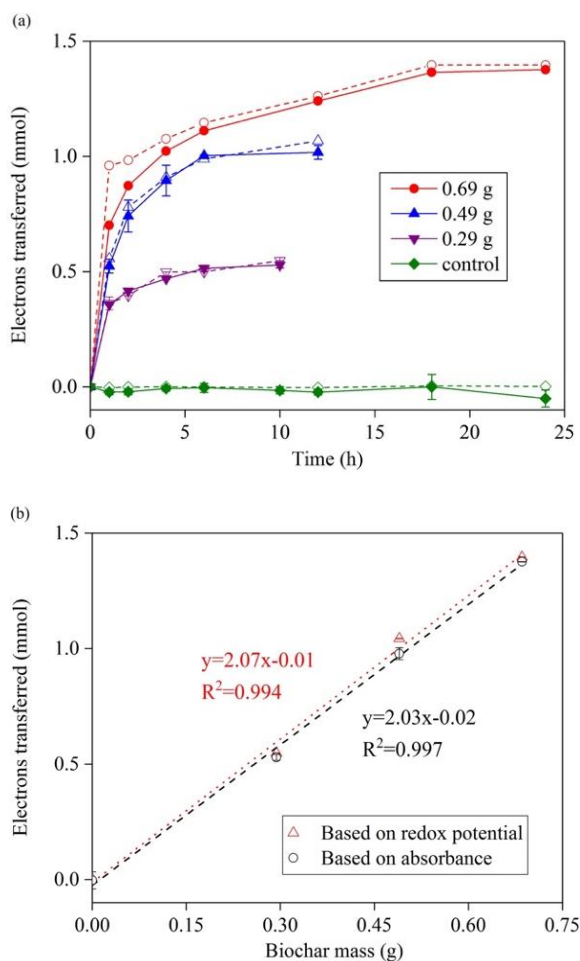 (a)
1.5
1.0
0.5
0.0
Electrons transferred (mmol)
0.69 g
0.49 g
0.29 g
control
0 5 10 15 20 25
Time (h)
(b)
1.5
1.0
0.5
0.0
Electrons transferred (mmol)
y=2.07x-0.01
R²=0.994
y=2.03x-0.02
R²=0.997
Based on redox potential
Based on absorbance
0.00 0.15 0.30 0.45 0.60 0.75
Biochar mass (g)